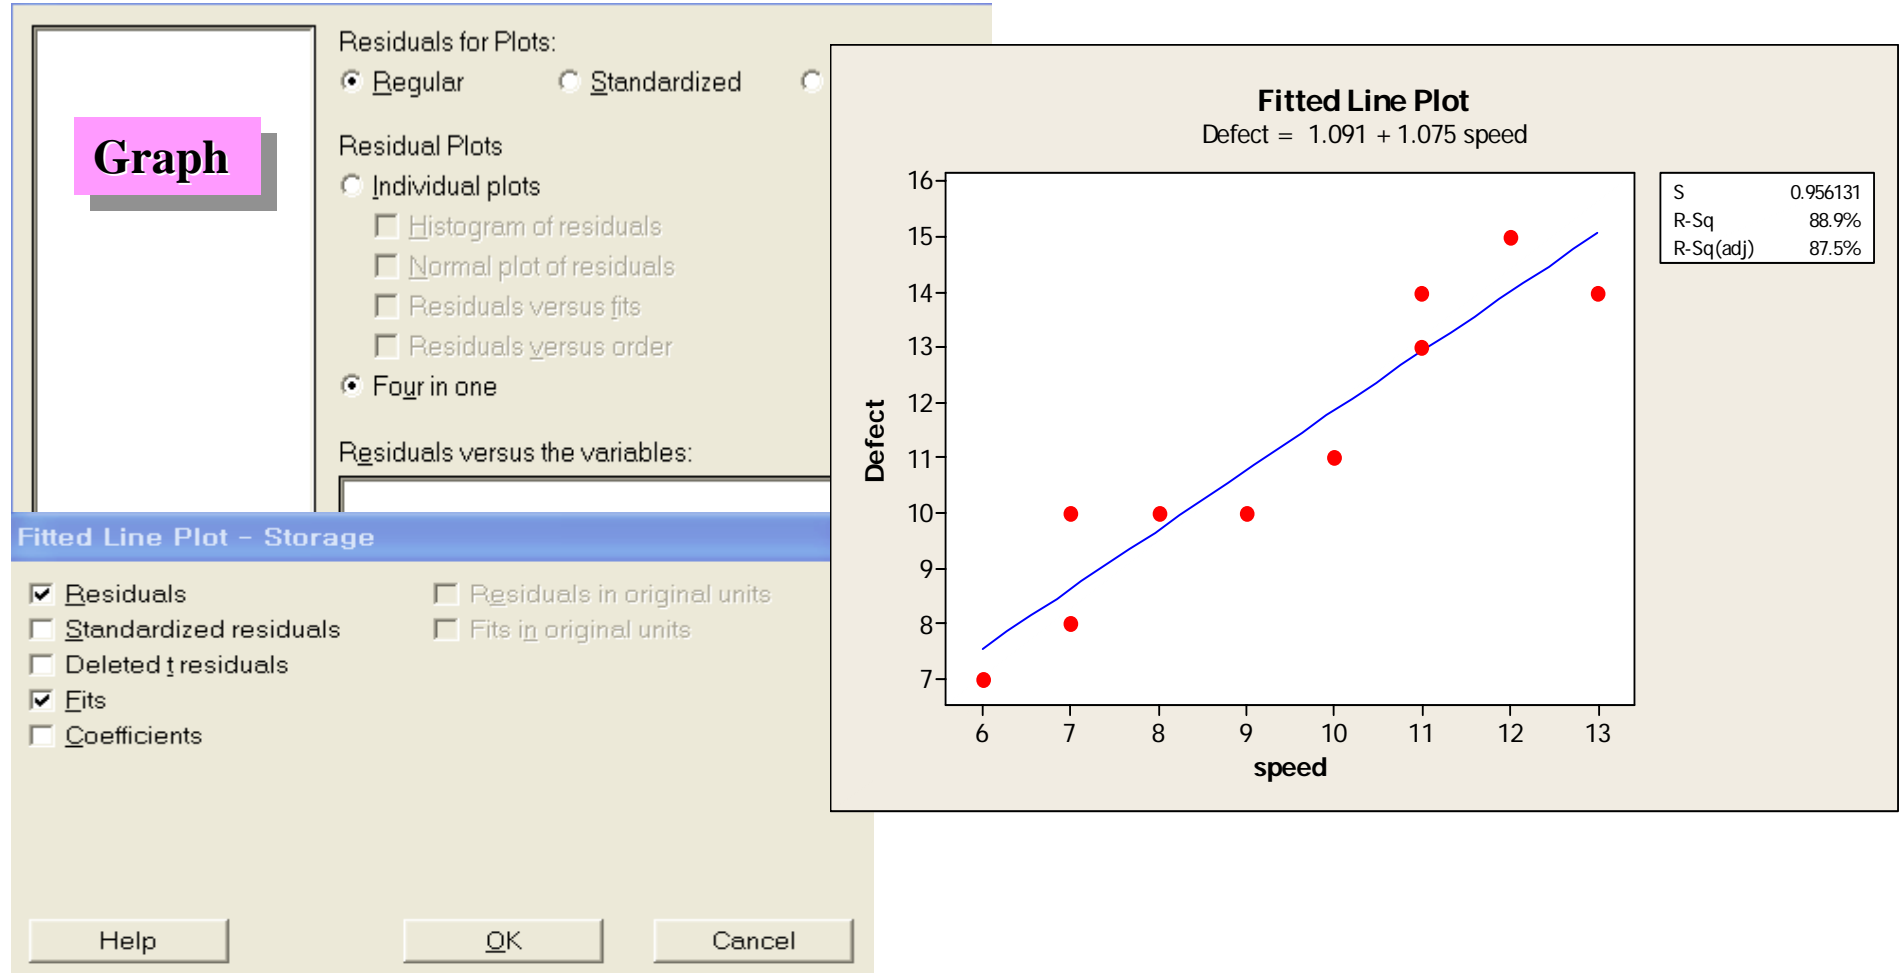 Graph
Residuals for Plots:
Regular
Standardized
Residual Plots
Individual plots
Histogram of residuals
Normal plot of residuals
Residuals versus fits
Residuals versus order
Four in one
Residuals versus the variables:
Fitted Line Plot - Storage
Residuals
Residuals in original units
Standardized residuals
Fits in original units
Deleted t residuals
Fits
Coefficients
Help
OK
Cancel
Fitted Line Plot
Defect = 1.091 + 1.075 speed
16
15
14
13
12
11
10
9
8
7
Defect
6 7 8 9 10 11 12 13
speed
S 0.956131
R-Sq 88.9%
R-Sq(adj) 87.5%